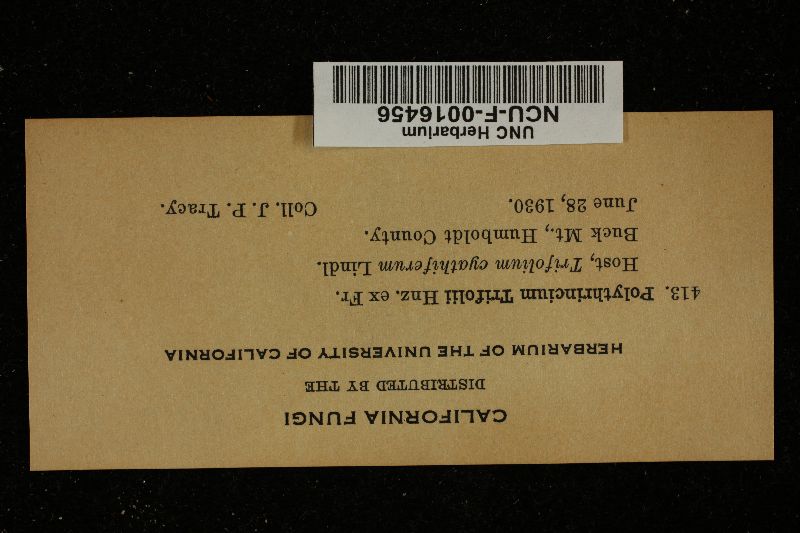 CALIFORNIA FUNGI
DISTRIBUTED BY THE
HERBARIUM OF THE UNIVERSITY OF CALIFORNIA
413. Polythrincium Trifolii Hnz. ex Fr.
Host, Trifolium cyathiferum Lindl.
Buck Mt., Humboldt County.
June 28, 1930. Coll. J. P. Tracy.
UNC Herbarium
NCU-F-0016456